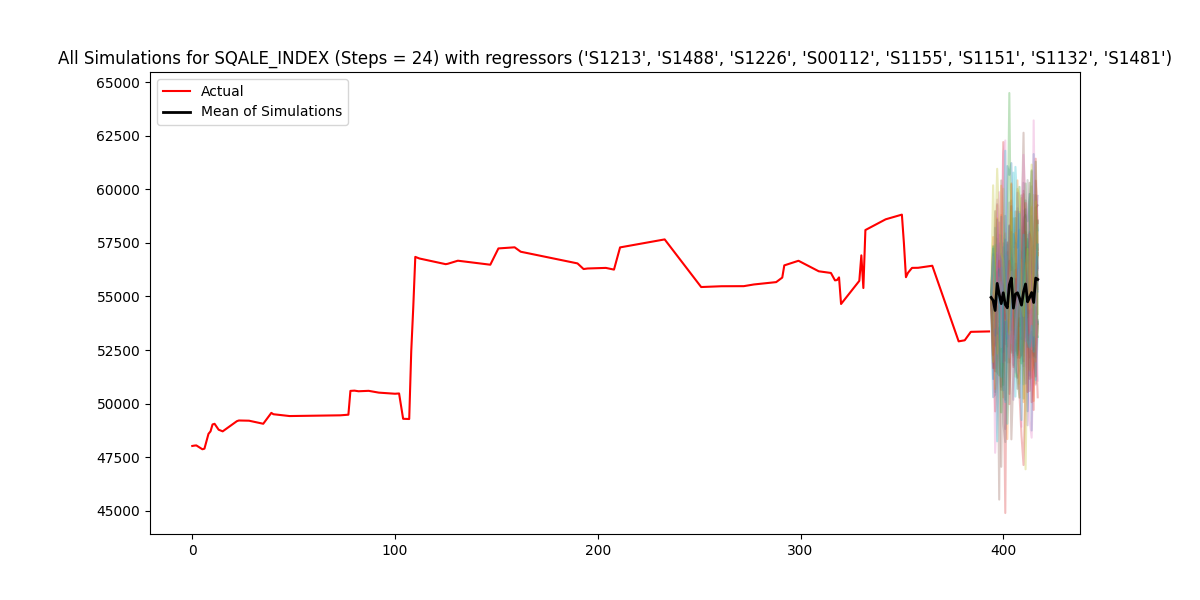 All Simulations for SQALE_INDEX (Steps = 24) with regressors ('S1213', 'S1488', 'S1226', 'S00112', 'S1155', 'S1151', 'S1132', 'S1481')
Actual
Mean of Simulations
65000
62500
60000
57500
55000
52500
50000
47500
45000
0 100 200 300 400